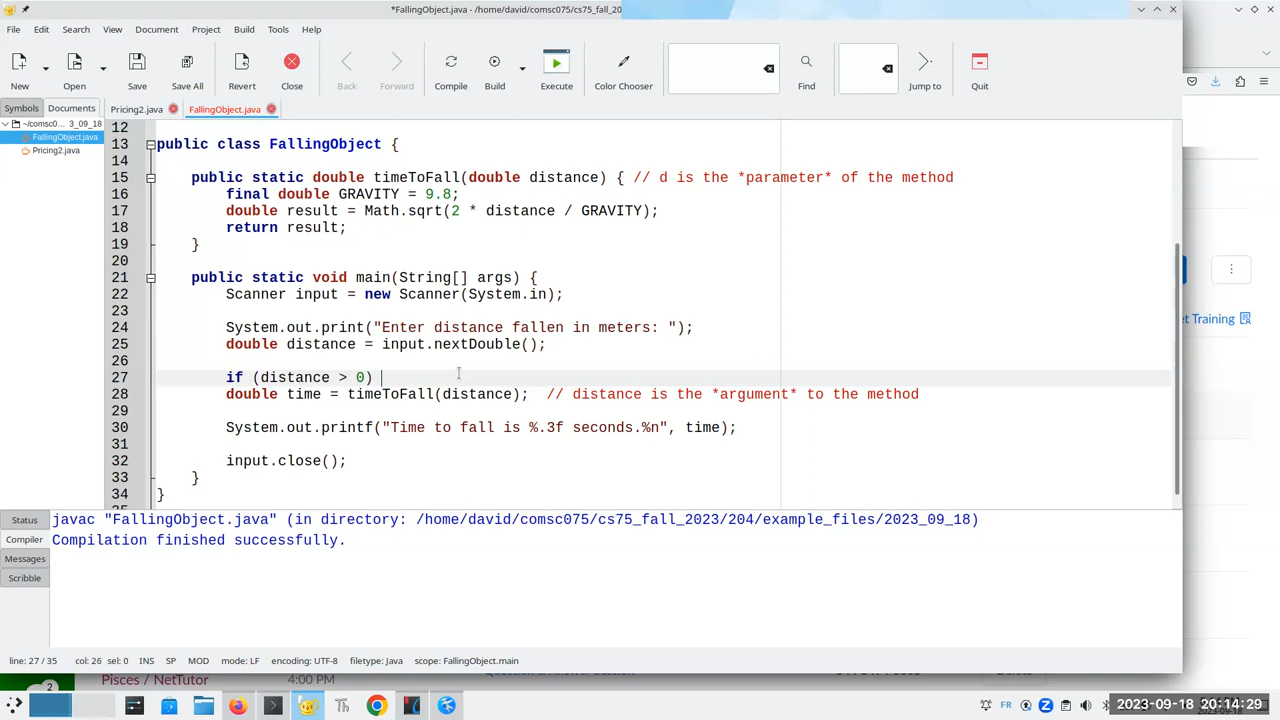 *FallingObject.java - /home/david/comsc075/cs75_fall_20
File Edit Search View Document Project Build Tools Help
New Open Save Save All Revert Close Back Forward Compile Build Execute Color Chooser Find Jump to Quit
Symbols Documents Pricing2.java FallingObject.java
~/comsc0... 3_09_18
FallingObject.java
Pricing2.java
12
13 public class FallingObject {
14
15 public static double timeToFall(double distance) { // d is the *parameter* of the method
16 final double GRAVITY = 9.8;
17 double result = Math.sqrt(2 * distance / GRAVITY);
18 return result;
19 }
20
21 public static void main(String[] args) {
22 Scanner input = new Scanner(System.in);
23
24 System.out.print("Enter distance fallen in meters: ");
25 double distance = input.nextDouble();
26
27 if (distance > 0)
28 double time = timeToFall(distance);  // distance is the *argument* to the method
29
30 System.out.printf("Time to fall is %.3f seconds.%n", time);
31
32 input.close();
33 }
34 }
et Training
Status
Compiler
Messages
Scribble
javac "FallingObject.java" (in directory: /home/david/comsc075/cs75_fall_2023/204/example_files/2023_09_18)
Compilation finished successfully.
line: 27 / 35 col: 26 sel: 0 INS SP MOD mode: LF encoding: UTF-8 filetype: Java scope: FallingObject.main
Pisces / NetTutor 4:00 PM
2
FR
2023-09-18 20:14:29